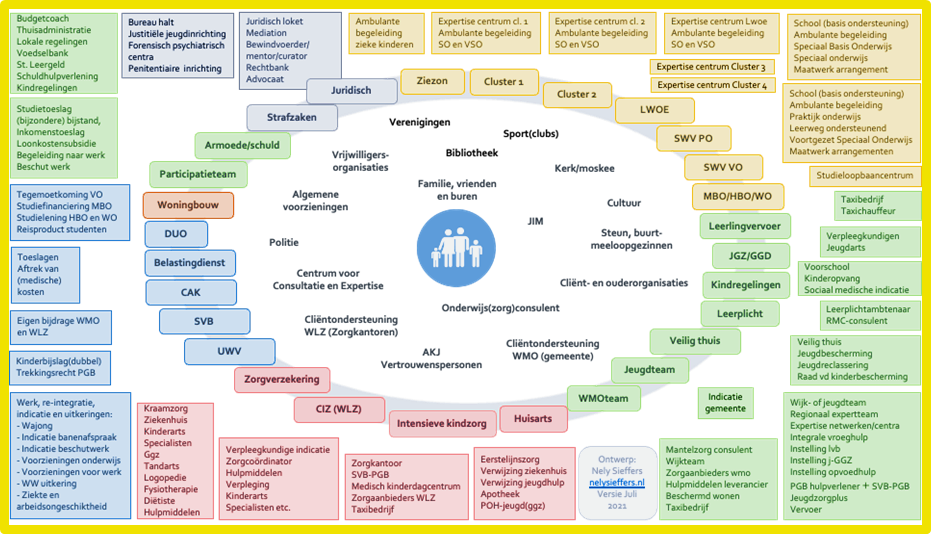 Budgetcoach
Thuisadministratie
Lokale regelingen
Voedselbank
St. Leergeld
Schuldhulpverlening
Kindregelingen
Bureau halt
Justitiële jeugdinrichting
Forensisch psychiatrisch
centra
Penitentiaire inrichting
Juridisch loket
Mediation
Bewindvoerder/
mentor/curator
Rechtbank
Advocaat
Ambulante
begeleiding
zieke kinderen
Expertise centrum cl. 1
Ambulante begeleiding
SO en VSO
Expertise centrum cl. 2
Ambulante begeleiding
SO en VSO
Expertise centrum Lwoe
Ambulante begeleiding
SO en VSO
Expertise centrum Cluster 3
Expertise centrum Cluster 4
School (basis ondersteuning)
Ambulante begeleiding
Speciaal Basis Onderwijs
Speciaal onderwijs
Maatwerk arrangement
Studietoeslag
(bijzondere) bijstand,
Inkomenstoeslag
Loonkostensubsidie
Begeleiding naar werk
Beschut werk
School (basis ondersteuning)
Ambulante begeleiding
Praktijk onderwijs
Leerweg ondersteunend
Voortgezet Speciaal Onderwijs
Maatwerk arrangementen
Studieloopbaancentrum
Tegemoetkoming VO
Studiefinanciering MBO
Studielening HBO en WO
Reisproduct studenten
Taxibedrijf
Taxichauffeur
Verpleegkundigen
Jeugdarts
Toeslagen
Aftrek van
(medische)
kosten
Voorschool
Kinderopvang
Sociaal medische indicatie
Eigen bijdrage WMO
en WLZ
Leerplichtambtenaar
RMC-consulent
Kinderbijslag(dubbel)
Trekkingsrecht PGB
Veilig thuis
Jeugdbescherming
Jeugdreclassering
Raad vd kinderbescherming
Juridisch
Ziezon
Cluster 1
Cluster 2
LWOE
SWV PO
SWV VO
MBO/HBO/WO
Leerlingvervoer
JGZ/GGD
Kindregelingen
Leerplicht
Veilig thuis
Jeugdteam
WMOteam
Huisarts
Intensieve kindzorg
CIZ (WLZ)
Zorgverzekering
UWV
SVB
CAK
Belastingdienst
DUO
Woningbouw
Participatieteam
Armoede/schuld
Strafzaken
Verenigingen
Sport(clubs)
Bibliotheek
Vrijwilligers-
organisaties
Kerk/moskee
Familie, vrienden
en buren
Algemene
voorzieningen
Cultuur
JIM
Politie
Steun, buurt-
meeloopgezinnen
Centrum voor
Consultatie en Expertise
Cliënt- en ouderorganisaties
Onderwijs(zorg)consulent
Cliëntondersteuning
WLZ (Zorgkantoren)
Cliëntondersteuning
WMO (gemeente)
AKJ
Vertrouwenspersonen
Indicatie
gemeente
Werk, re-integratie,
indicatie en uitkeringen:
- Wajong
- Indicatie banenafspraak
- Indicatie beschutwerk
- Voorzieningen onderwijs
- Voorzieningen voor werk
- WW uitkering
- Ziekte en
arbeidsongeschiktheid
Kraamzorg
Ziekenhuis
Kinderarts
Specialisten
Ggz
Tandarts
Logopedie
Fysiotherapie
Diëtiste
Hulpmiddelen
Verpleegkundige indicatie
Zorgcoördinator
Hulpmiddelen
Verpleging
Kinderarts
Specialisten etc.
Zorgkantoor
SVB-PGB
Medisch kinderdagcentrum
Zorgaanbieders WLZ
Taxibedrijf
Eerstelijnszorg
Verwijzing ziekenhuis
Verwijzing jeugdhulp
Apotheek
POH-jeugd(ggz)
Ontwerp:
Nely Sieffers
nelysieffers.nl
Versie Juli
2021
Mantelzorg consulent
Wijkteam
Zorgaanbieders wmo
Hulpmiddelen leverancier
Beschermd wonen
Taxibedrijf
Wijk- of jeugdteam
Regionaal expertteam
Expertise netwerken/centra
Integrale vroeghulp
Instelling lvb
Instelling j-GGZ
Instelling opvoedhulp
PGB hulpverlener + SVB-PGB
Jeugdzorgplus
Vervoer